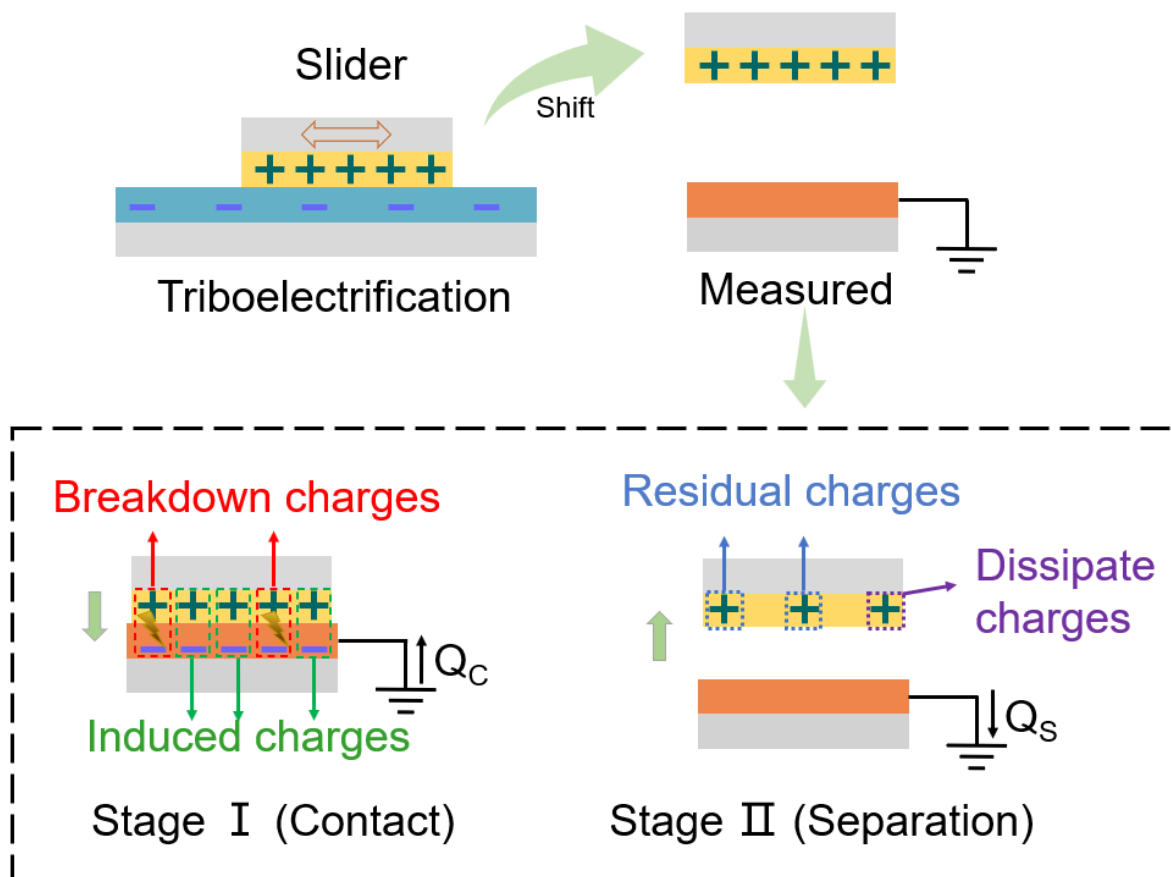 Slider
Shift
Triboelectrification
Measured
Breakdown charges
Residual charges
Dissipate
charges
Q_C
Q_S
Induced charges
Stage Ⅰ (Contact)
Stage Ⅱ (Separation)